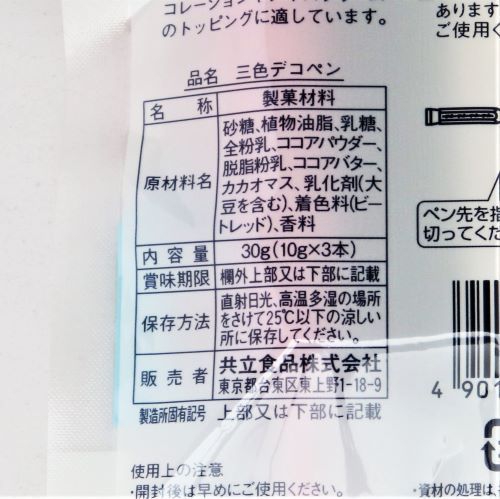 コレーション
のトッピングに適しています。
あります
ご使用く
品名 三色デコペン
名称 製菓材料
原材料名 砂糖、植物油脂、乳糖、
全粉乳、ココアパウダー、
脱脂粉乳、ココアバター、
カカオマス、乳化剤(大
豆を含む)、着色料(ビー
トレッド)、香料
内容量 30g(10g×3本)
賞味期限 欄外上部又は下部に記載
保存方法 直射日光、高温多湿の場所
をさけて25℃以下の涼しい
所に保存してください。
販売者 共立食品株式会社
東京都台東区東上野1-18-9
製造所固有記号 上部又は下部に記載
ペン先を指
切ってくだ
4 901
使用上の注意
・開封後は早めにご使用ください。
・資材の処理は、